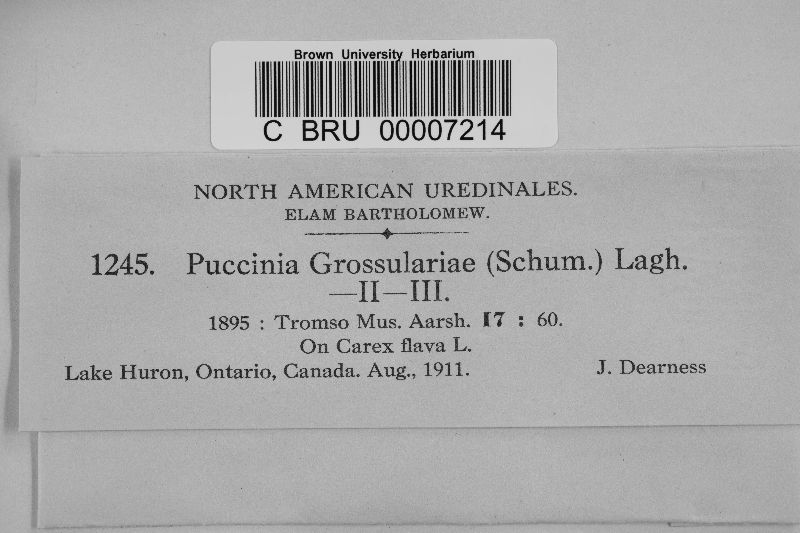 Brown University Herbarium
C BRU 00007214
NORTH AMERICAN UREDINALES.
ELAM BARTHOLOMEW.
1245. Puccinia Grossulariae (Schum.) Lagh.
—II—III.
1895 : Tromso Mus. Aarsh. 17 : 60.
On Carex flava L.
Lake Huron, Ontario, Canada. Aug., 1911. J. Dearness